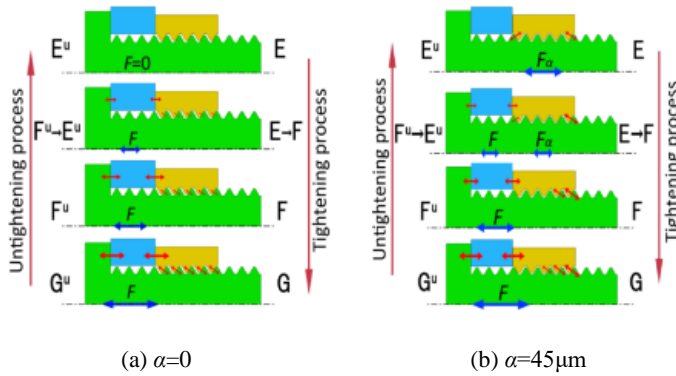 Untightening process
Eᵘ
F=0
E
Fᵘ→Eᵘ
F
E→F
Fᵘ
F
F
Gᵘ
F
G
Tightening process
(a) α=0
Untightening process
Eᵘ
Fα
E
Fᵘ→Eᵘ
F
Fα
E→F
Fᵘ
F
F
Gᵘ
F
G
Tightening process
(b) α=45μm